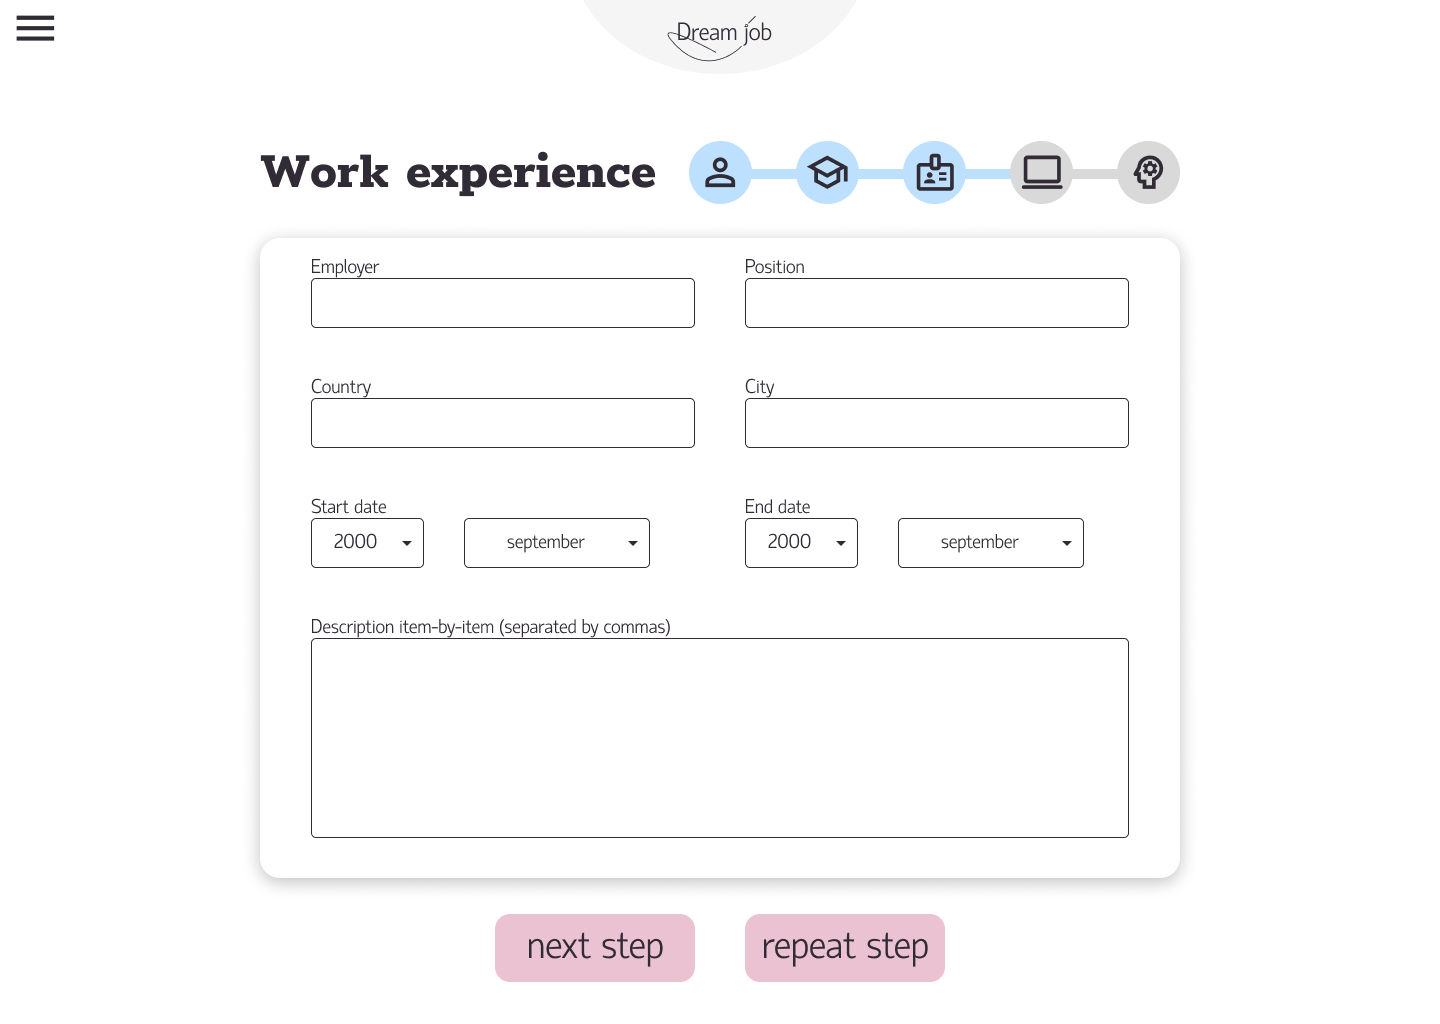 Dream job
Work experience
Employer
Position
Country
City
Start date
End date
2000
september
2000
september
Description item-by-item (separated by commas)
next step
repeat step